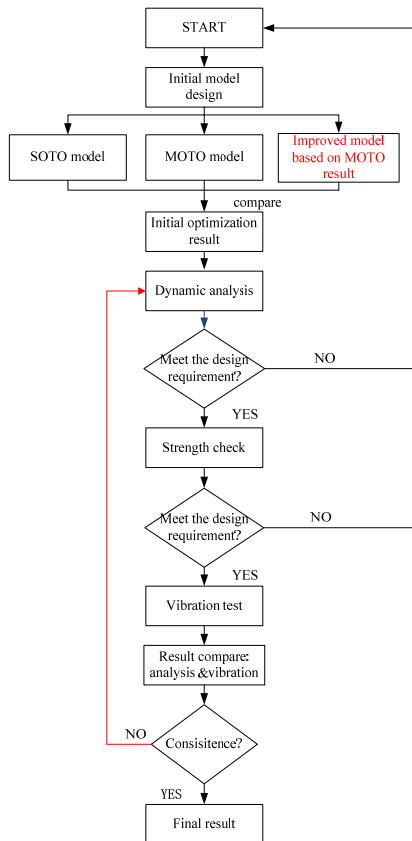 START
Initial model
design
SOTO model
MOTO model
Improved model
based on MOTO
result
compare
Initial optimization
result
Dynamic analysis
Meet the design
requirement?
NO
YES
Strength check
Meet the design
requirement?
NO
YES
Vibration test
Result compare:
analysis&vibration
Consisitence?
NO
YES
Final result